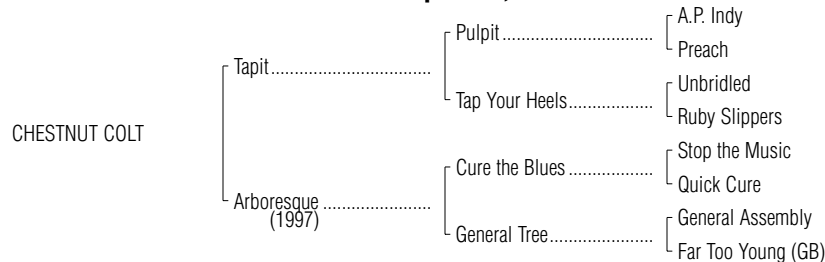 A.P. Indy
Pulpit
Preach
Tapit
Unbridled
Tap Your Heels
Ruby Slippers
CHESTNUT COLT
Stop the Music
Cure the Blues
Quick Cure
Arboresque
(1997)
General Assembly
General Tree
Far Too Young (GB)